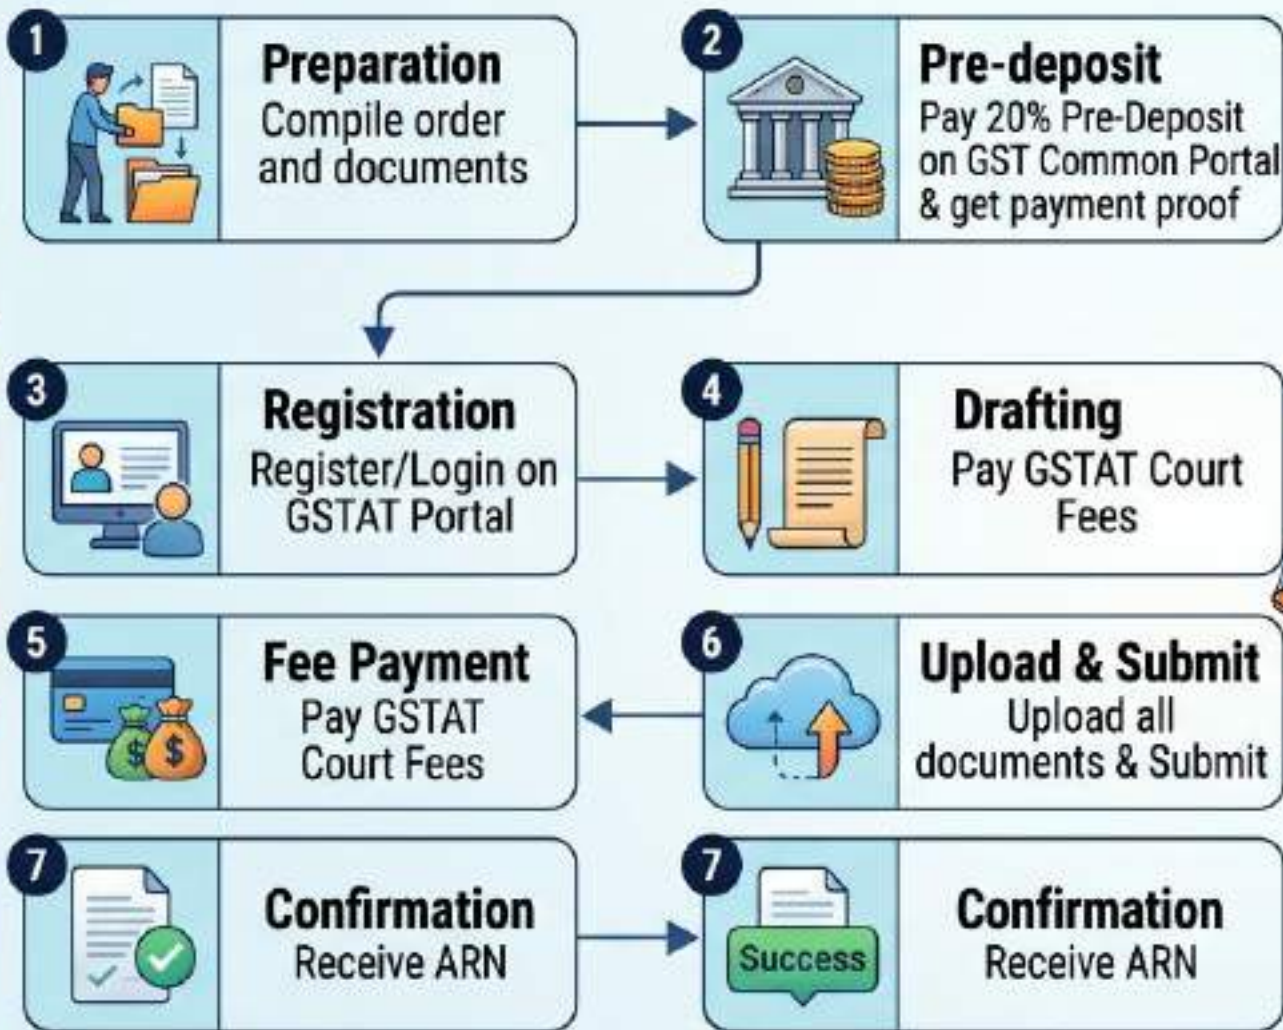 1
Preparation
Compile order
and documents
2
Pre-deposit
Pay 20% Pre-Deposit
on GST Common Portal
& get payment proof
3
Registration
Register/Login on
GSTAT Portal
4
Drafting
Pay GSTAT Court
Fees
5
Fee Payment
Pay GSTAT
Court Fees
$ $
6
Upload & Submit
Upload all
documents & Submit
7
Confirmation
Receive ARN
7
Success
Confirmation
Receive ARN